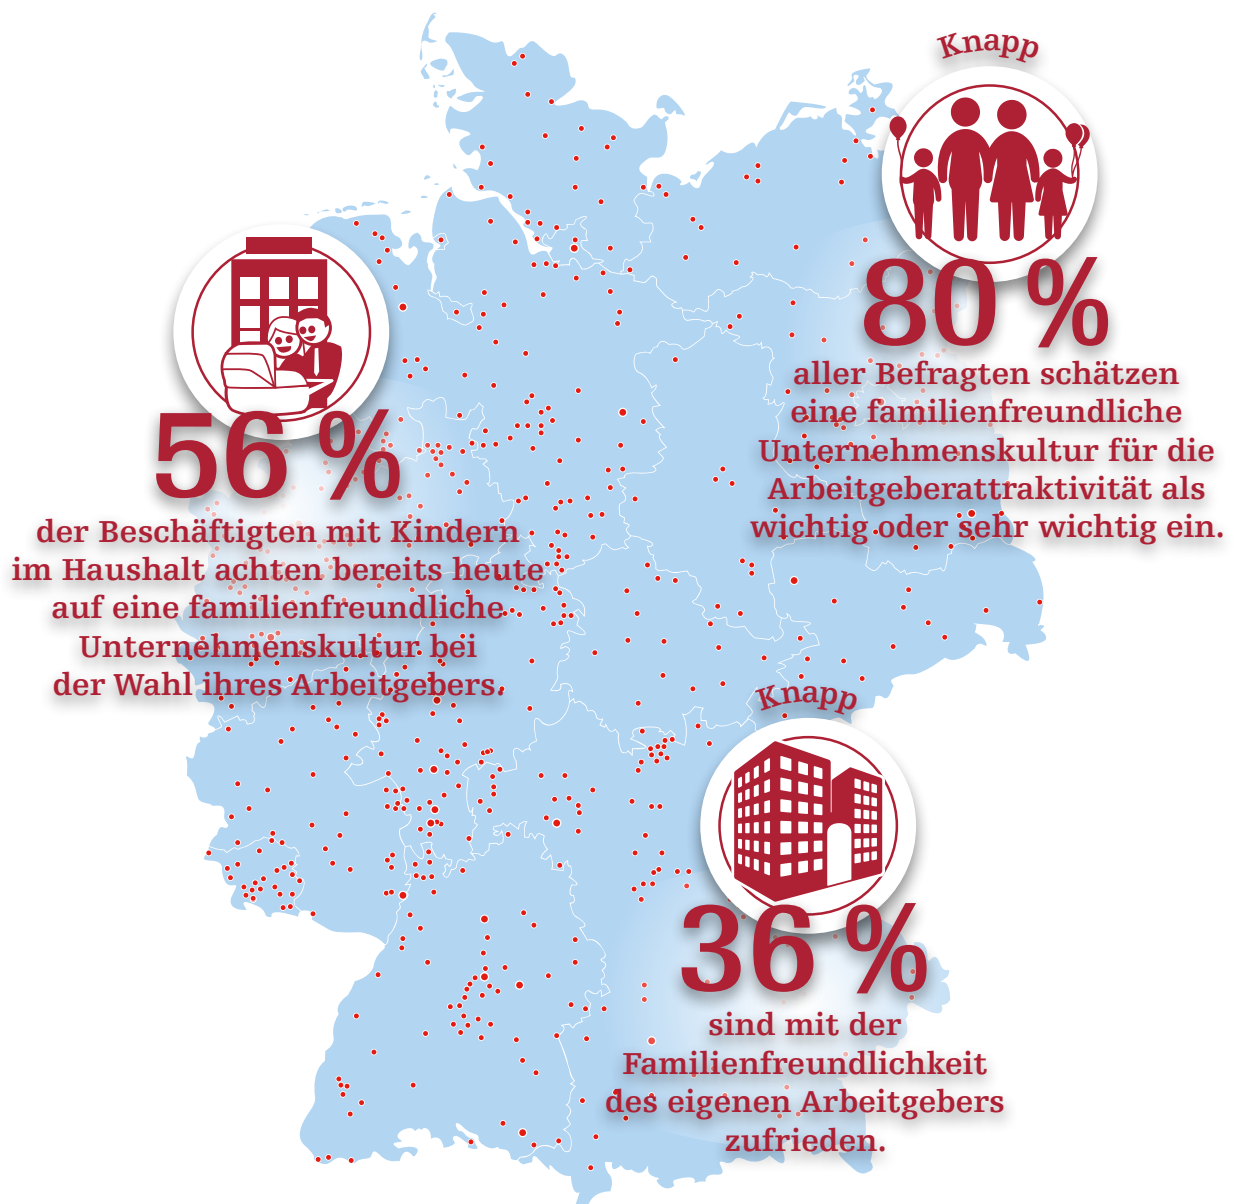 Knapp
80 %
aller Befragten schätzen
eine familienfreundliche
Unternehmenskultur für die
Arbeitgeberattraktivität als
wichtig oder sehr wichtig ein.
56 %
der Beschäftigten mit Kindern
im Haushalt achten bereits heute
auf eine familienfreundliche
Unternehmenskultur bei
der Wahl ihres Arbeitgebers.
Knapp
36 %
sind mit der
Familienfreundlichkeit
des eigenen Arbeitgebers
zufrieden.